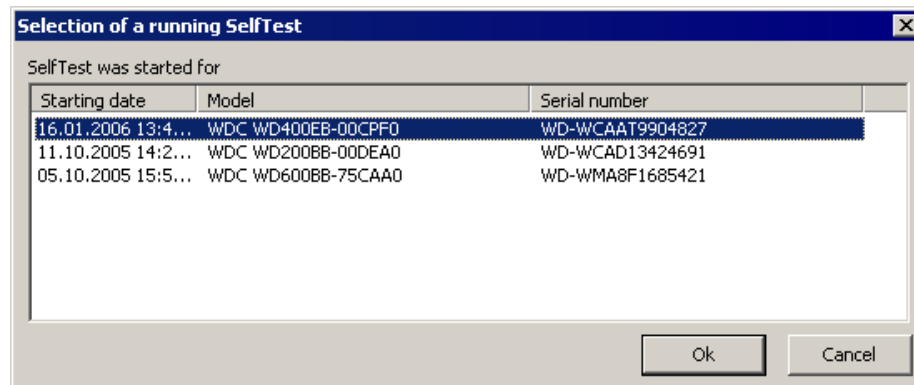 Selection of a running SelfTest
SelfTest was started for
Starting date Model Serial number
16.01.2006 13:4... WDC WD400EB-00CPF0 WD-WCAAT9904827
11.10.2005 14:2... WDC WD200BB-00DEA0 WD-WCAD13424691
05.10.2005 15:5... WDC WD600BB-75CAA0 WD-WMA8F1685421
Ok Cancel